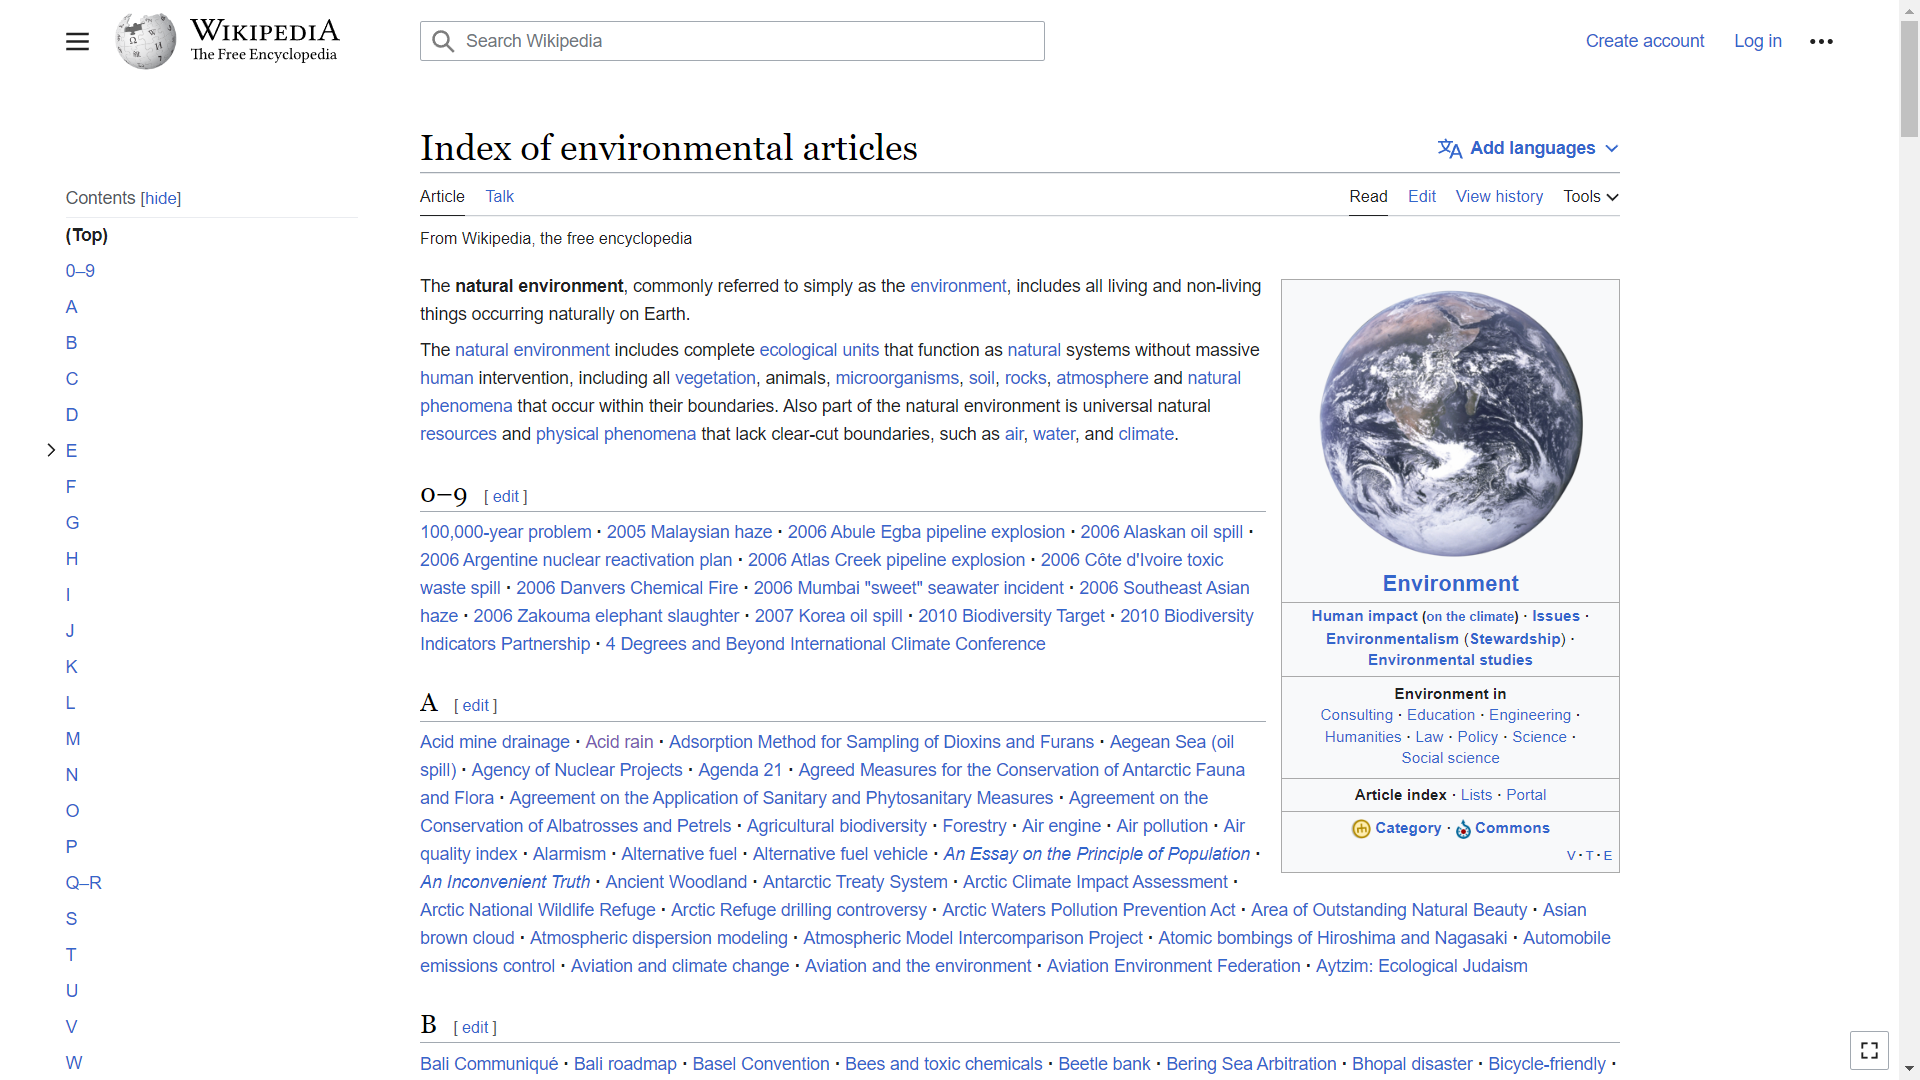 WIKIPEDIA
The Free Encyclopedia
Search Wikipedia
Create account
Log in
Contents [hide]
(Top)
0–9
A
B
C
D
E
F
G
H
I
J
K
L
M
N
O
P
Q–R
S
T
U
V
W
Index of environmental articles
Add languages
Article
Talk
Read
Edit
View history
Tools
From Wikipedia, the free encyclopedia
The natural environment, commonly referred to simply as the environment, includes all living and non-living
things occurring naturally on Earth.
The natural environment includes complete ecological units that function as natural systems without massive
human intervention, including all vegetation, animals, microorganisms, soil, rocks, atmosphere and natural
phenomena that occur within their boundaries. Also part of the natural environment is universal natural
resources and physical phenomena that lack clear-cut boundaries, such as air, water, and climate.
0–9 [ edit ]
100,000-year problem · 2005 Malaysian haze · 2006 Abule Egba pipeline explosion · 2006 Alaskan oil spill ·
2006 Argentine nuclear reactivation plan · 2006 Atlas Creek pipeline explosion · 2006 Côte d'Ivoire toxic
waste spill · 2006 Danvers Chemical Fire · 2006 Mumbai "sweet" seawater incident · 2006 Southeast Asian
haze · 2006 Zakouma elephant slaughter · 2007 Korea oil spill · 2010 Biodiversity Target · 2010 Biodiversity
Indicators Partnership · 4 Degrees and Beyond International Climate Conference
A [ edit ]
Acid mine drainage · Acid rain · Adsorption Method for Sampling of Dioxins and Furans · Aegean Sea (oil
spill) · Agency of Nuclear Projects · Agenda 21 · Agreed Measures for the Conservation of Antarctic Fauna
and Flora · Agreement on the Application of Sanitary and Phytosanitary Measures · Agreement on the
Conservation of Albatrosses and Petrels · Agricultural biodiversity · Forestry · Air engine · Air pollution · Air
quality index · Alarmism · Alternative fuel · Alternative fuel vehicle · An Essay on the Principle of Population ·
An Inconvenient Truth · Ancient Woodland · Antarctic Treaty System · Arctic Climate Impact Assessment ·
Arctic National Wildlife Refuge · Arctic Refuge drilling controversy · Arctic Waters Pollution Prevention Act · Area of Outstanding Natural Beauty · Asian
brown cloud · Atmospheric dispersion modeling · Atmospheric Model Intercomparison Project · Atomic bombings of Hiroshima and Nagasaki · Automobile
emissions control · Aviation and climate change · Aviation and the environment · Aviation Environment Federation · Aytzim: Ecological Judaism
B [ edit ]
Bali Communiqué · Bali roadmap · Basel Convention · Bees and toxic chemicals · Beetle bank · Bering Sea Arbitration · Bhopal disaster · Bicycle-friendly ·
Environment
Human impact (on the climate) · Issues ·
Environmentalism (Stewardship) ·
Environmental studies
Environment in
Consulting · Education · Engineering ·
Humanities · Law · Policy · Science ·
Social science
Article index · Lists · Portal
Category · Commons
V · T · E